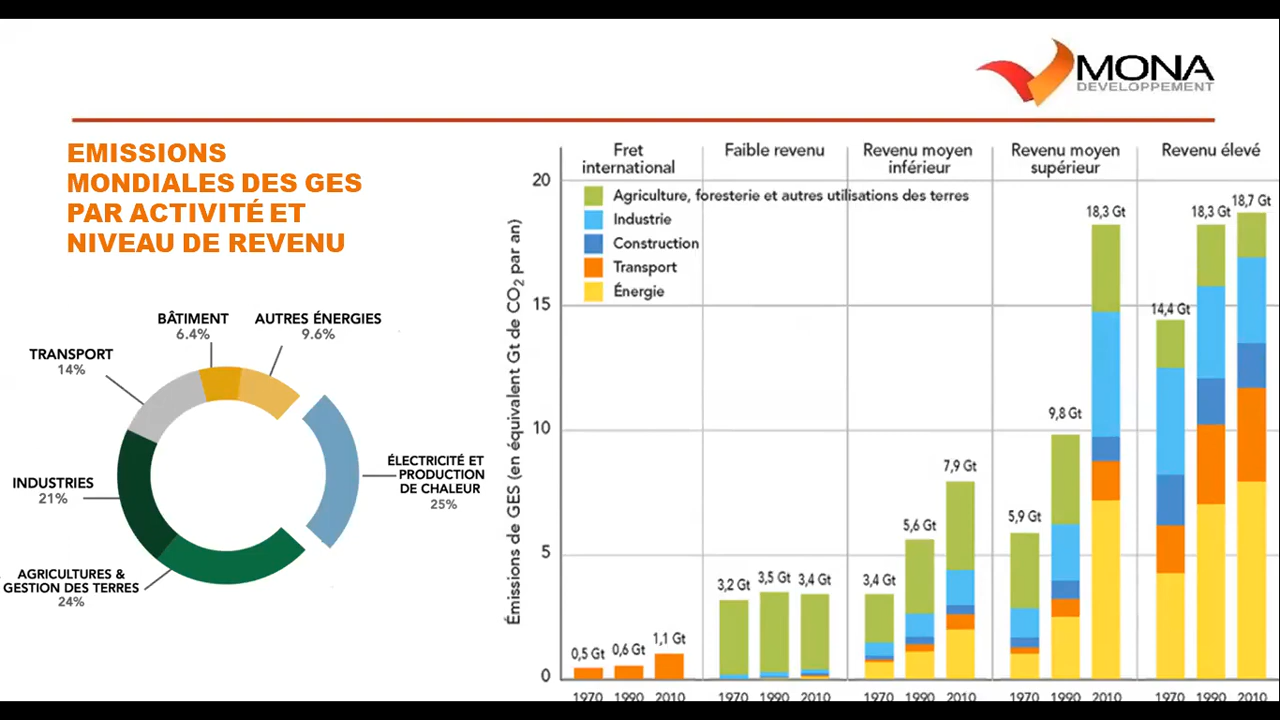 MONA
DEVELOPPEMENT
EMISSIONS
MONDIALES DES GES
PAR ACTIVITÉ ET
NIVEAU DE REVENU
BÂTIMENT
6.4%
AUTRES ÉNERGIES
9.6%
TRANSPORT
14%
INDUSTRIES
21%
AGRICULTURES &
GESTION DES TERRES
24%
ÉLECTRICITÉ ET
PRODUCTION
DE CHALEUR
25%
Émissions de GES (en équivalent Gt de CO2 par an)
20
15
10
5
0
Fret
international
Faible revenu
Revenu moyen
inférieur
Revenu moyen
supérieur
Revenu élevé
Agriculture, foresterie et autres utilisations des terres
Industrie
Construction
Transport
Énergie
0,5 Gt 0,6 Gt 1,1 Gt
3,2 Gt 3,5 Gt 3,4 Gt
3,4 Gt 5,6 Gt 7,9 Gt
5,9 Gt 9,8 Gt 18,3 Gt
14,4 Gt 18,3 Gt 18,7 Gt
1970 1990 2010 1970 1990 2010 1970 1990 2010 1970 1990 2010 1970 1990 2010